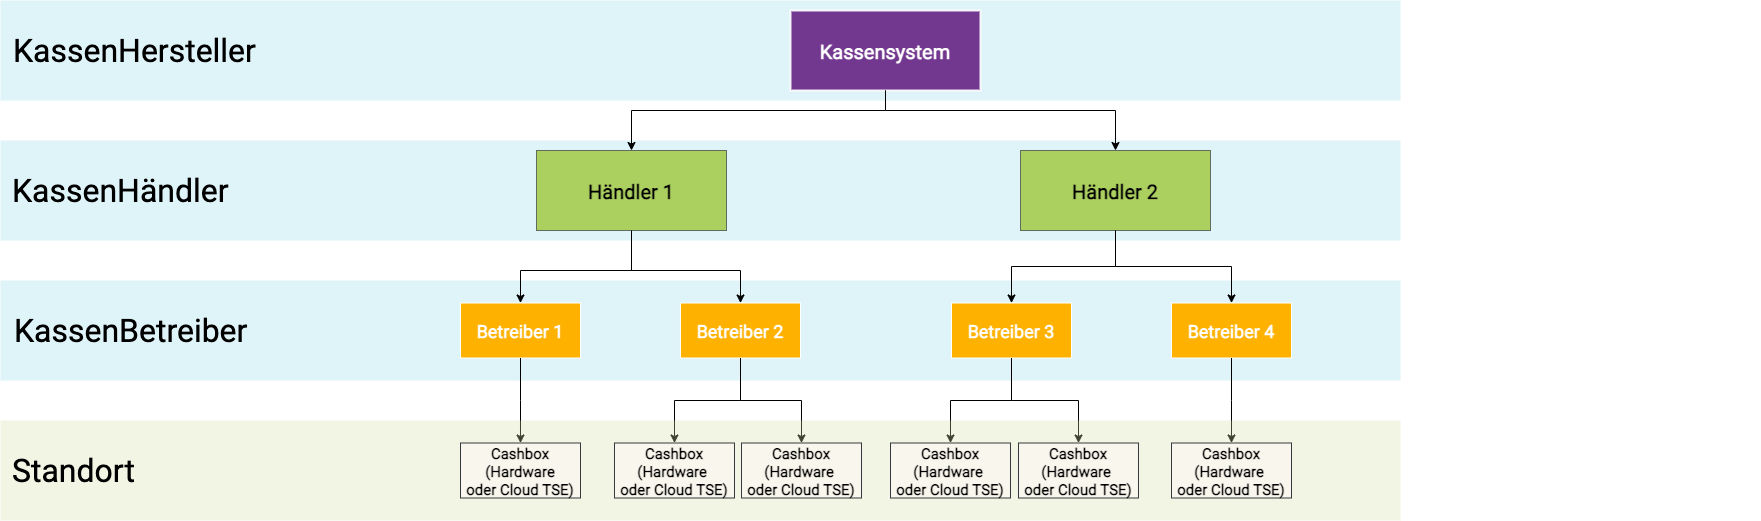 KassenHersteller
Kassensystem
KassenHändler
Händler 1
Händler 2
KassenBetreiber
Betreiber 1
Betreiber 2
Betreiber 3
Betreiber 4
Standort
Cashbox
(Hardware
oder Cloud TSE)
Cashbox
(Hardware
oder Cloud TSE)
Cashbox
(Hardware
oder Cloud TSE)
Cashbox
(Hardware
oder Cloud TSE)
Cashbox
(Hardware
oder Cloud TSE)
Cashbox
(Hardware
oder Cloud TSE)